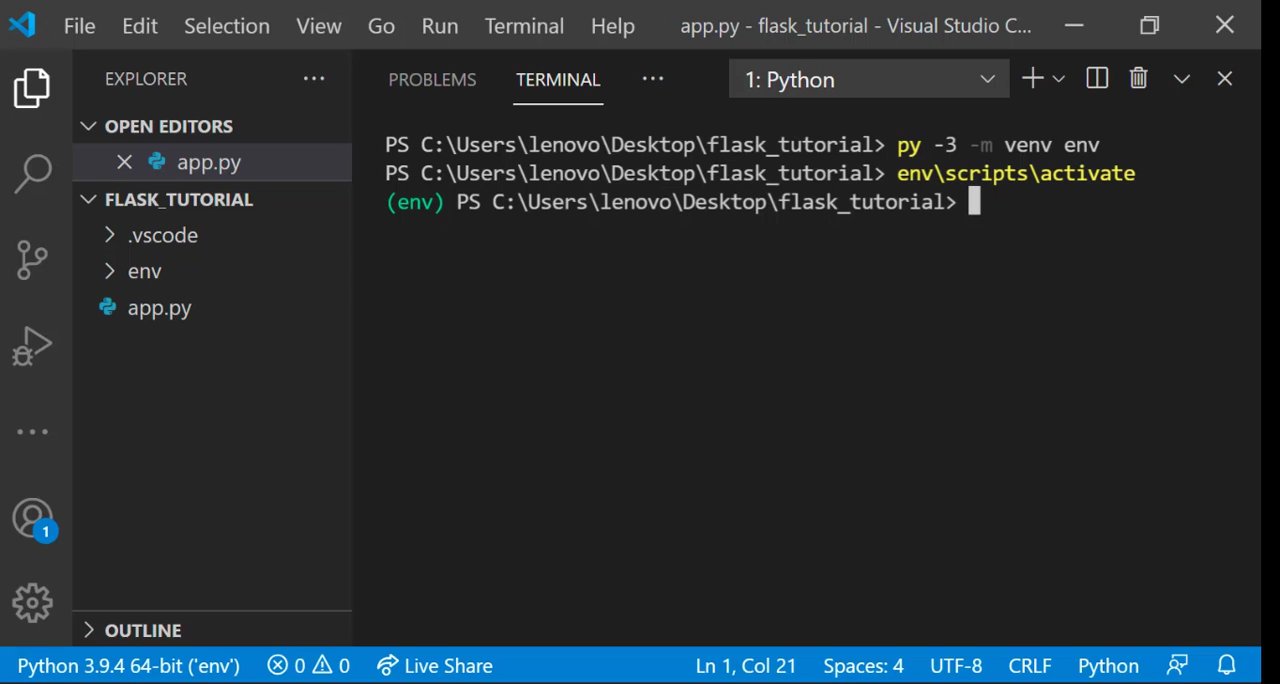 File Edit Selection View Go Run Terminal Help app.py - flask_tutorial - Visual Studio C...
EXPLORER
PROBLEMS TERMINAL 1: Python
OPEN EDITORS
app.py
FLASK_TUTORIAL
.vscode
env
app.py
OUTLINE
PS C:\Users\lenovo\Desktop\flask_tutorial> py -3 -m venv env
PS C:\Users\lenovo\Desktop\flask_tutorial> env\scripts\activate
(env) PS C:\Users\lenovo\Desktop\flask_tutorial>
1
Python 3.9.4 64-bit ('env') 0 0 Live Share Ln 1, Col 21 Spaces: 4 UTF-8 CRLF Python